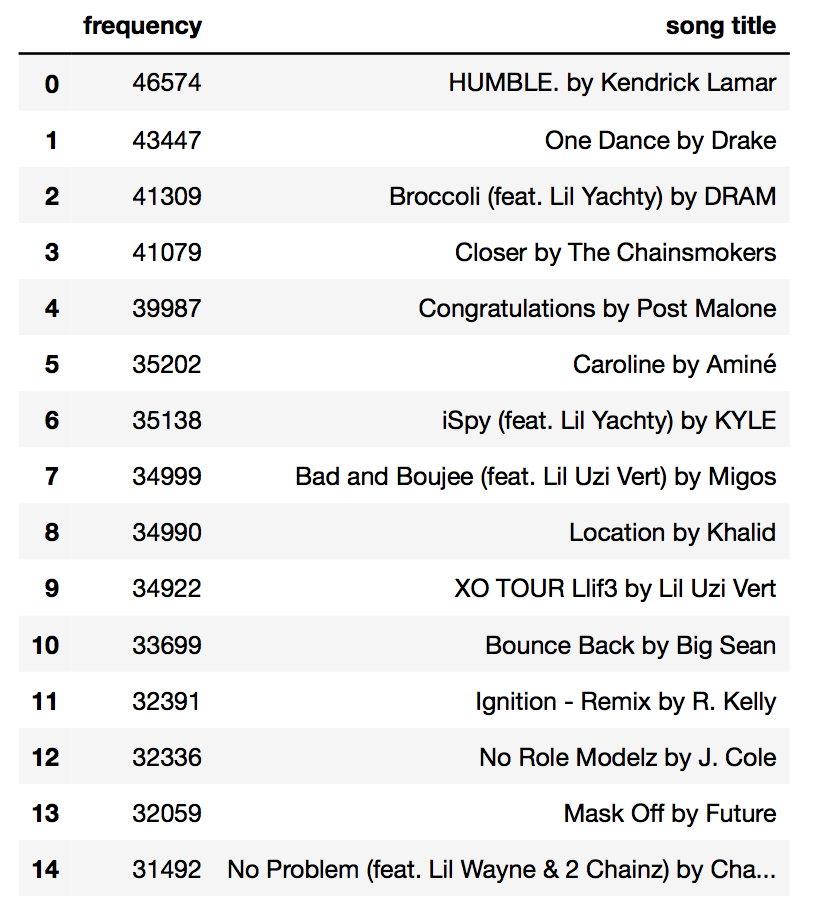 frequency song title
0 46574 HUMBLE. by Kendrick Lamar
1 43447 One Dance by Drake
2 41309 Broccoli (feat. Lil Yachty) by DRAM
3 41079 Closer by The Chainsmokers
4 39987 Congratulations by Post Malone
5 35202 Caroline by Aminé
6 35138 iSpy (feat. Lil Yachty) by KYLE
7 34999 Bad and Boujee (feat. Lil Uzi Vert) by Migos
8 34990 Location by Khalid
9 34922 XO TOUR Llif3 by Lil Uzi Vert
10 33699 Bounce Back by Big Sean
11 32391 Ignition - Remix by R. Kelly
12 32336 No Role Modelz by J. Cole
13 32059 Mask Off by Future
14 31492 No Problem (feat. Lil Wayne & 2 Chainz) by Cha...